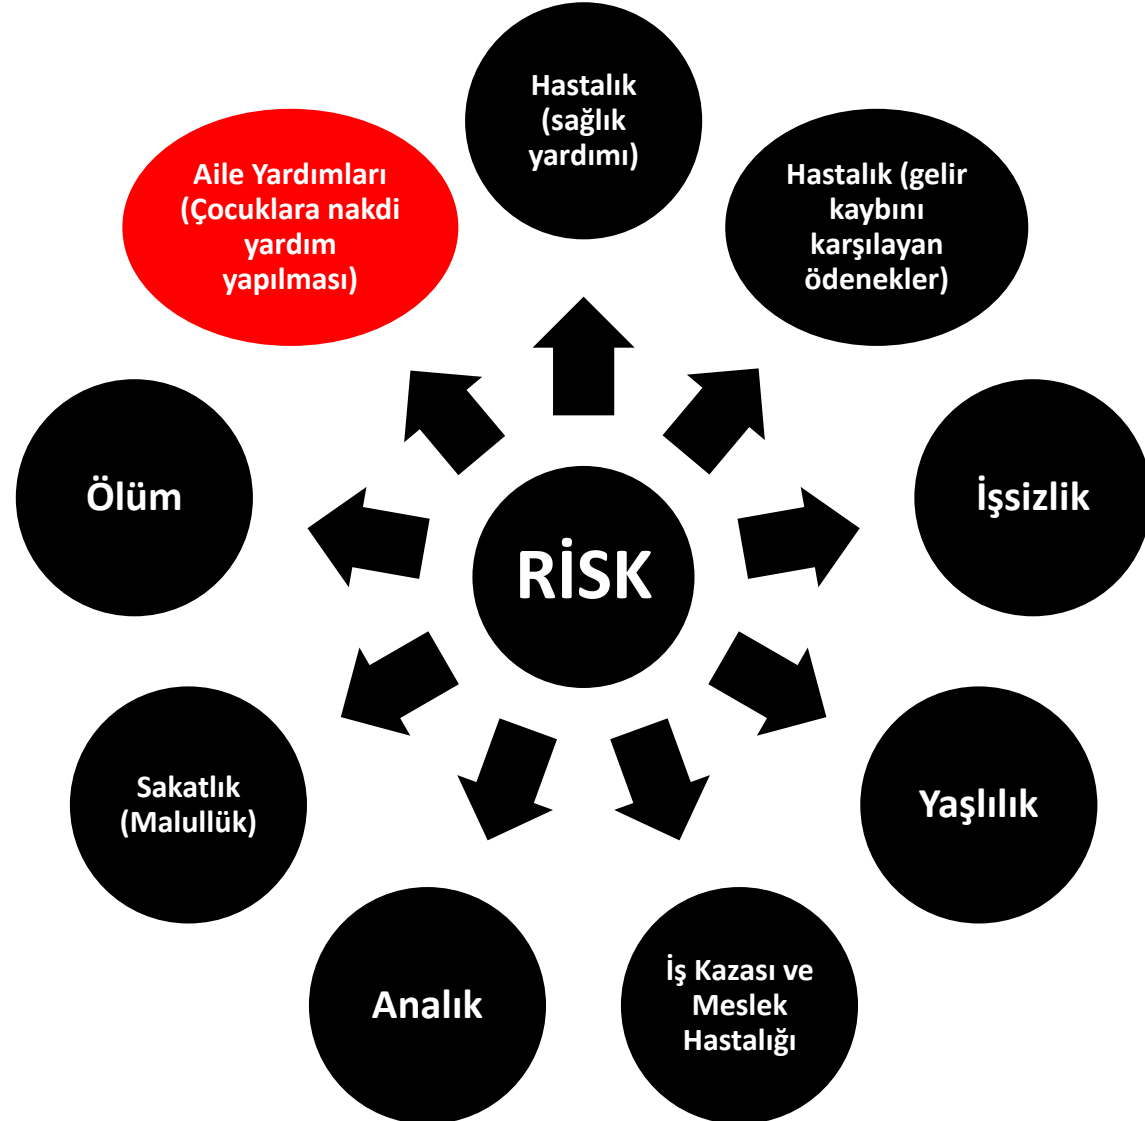 Hastalık
(sağlık
yardımı)
Hastalık (gelir
kaybını
karşılayan
ödenekler)
İşsizlik
Yaşlılık
İş Kazası ve
Meslek
Hastalığı
Analık
Sakatlık
(Malullük)
Ölüm
Aile Yardımları
(Çocuklara nakdi
yardım
yapılması)
RİSK